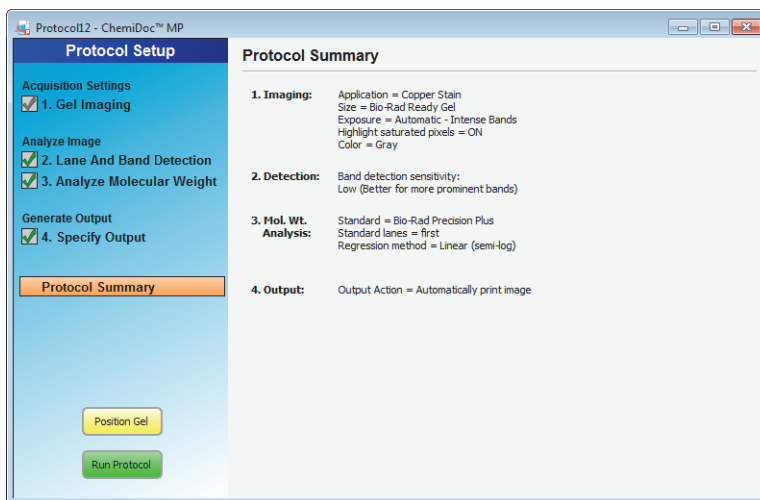 Protocol12 - ChemiDoc™ MP
Protocol Setup
Acquisition Settings
1. Gel Imaging
Analyze Image
2. Lane And Band Detection
3. Analyze Molecular Weight
Generate Output
4. Specify Output
Protocol Summary
Position Gel
Run Protocol
Protocol Summary
1. Imaging: Application = Copper Stain
Size = Bio-Rad Ready Gel
Exposure = Automatic - Intense Bands
Highlight saturated pixels = ON
Color = Gray
2. Detection: Band detection sensitivity:
Low (Better for more prominent bands)
3. Mol. Wt. Standard = Bio-Rad Precision Plus
Analysis: Standard lanes = first
Regression method = Linear (semi-log)
4. Output: Output Action = Automatically print image